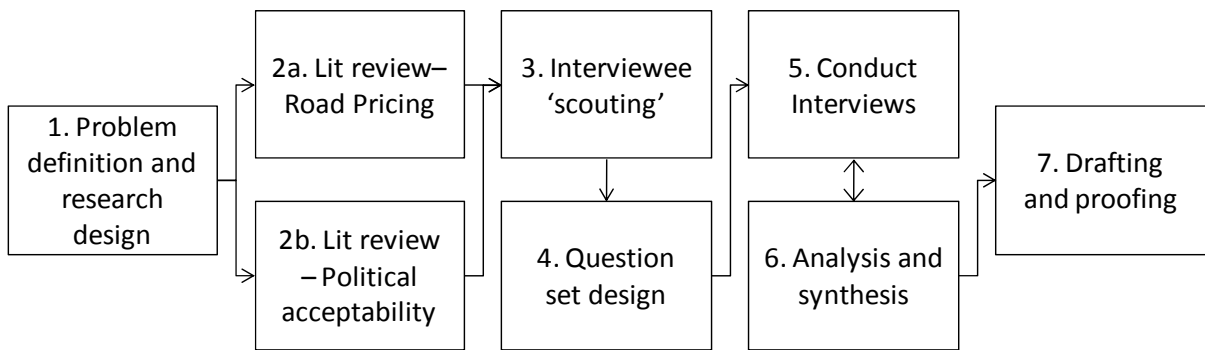 1. Problem
definition and
research
design
2a. Lit review–
Road Pricing
2b. Lit review
– Political
acceptability
3. Interviewee
‘scouting’
4. Question
set design
5. Conduct
Interviews
6. Analysis and
synthesis
7. Drafting
and proofing